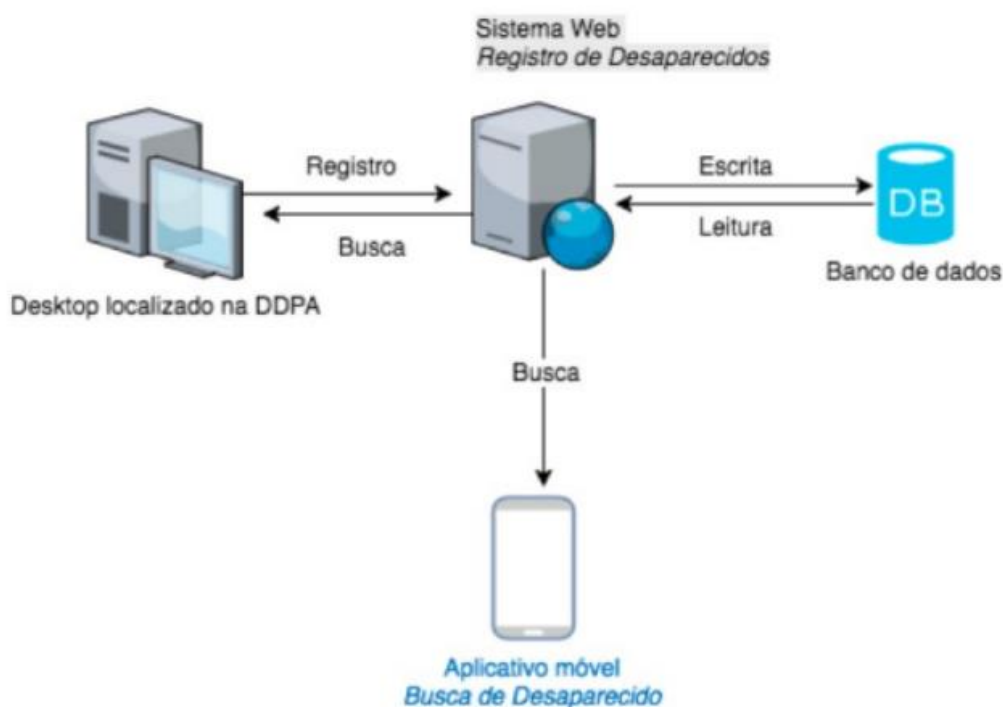 Sistema Web
Registro de Desaparecidos
Registro
Busca
Escrita
Leitura
DB
Desktop localizado na DDPA
Banco de dados
Busca
Aplicativo móvel
Busca de Desaparecido